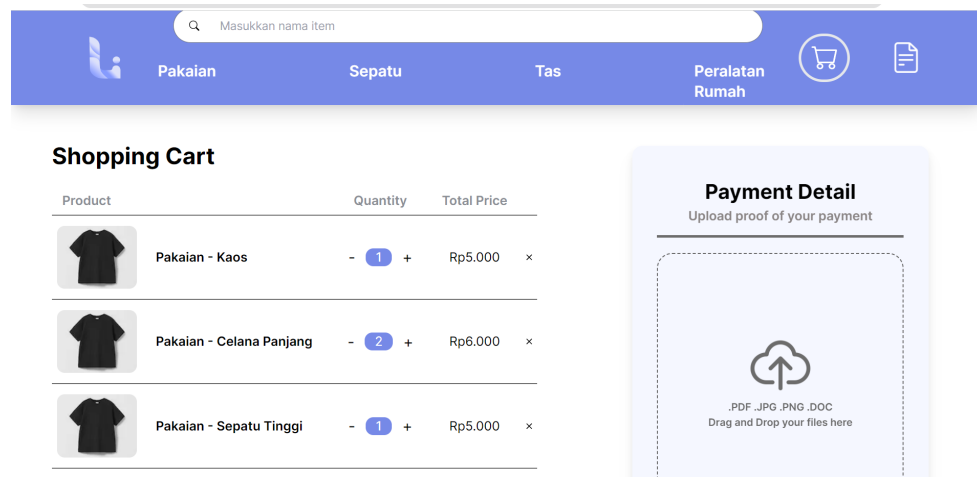 Masukkan nama item
Pakaian Sepatu Tas Peralatan
Rumah
Shopping Cart
Product Quantity Total Price
Pakaian - Kaos - 1 + Rp5.000 ×
Pakaian - Celana Panjang - 2 + Rp6.000 ×
Pakaian - Sepatu Tinggi - 1 + Rp5.000 ×
Payment Detail
Upload proof of your payment
.PDF .JPG .PNG .DOC
Drag and Drop your files here